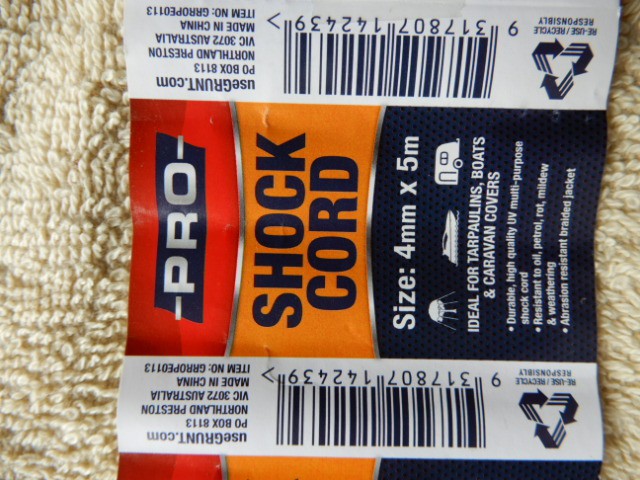 PRO
SHOCK
CORD
Size: 4mm x 5m
IDEAL FOR TARPAULINS, BOATS
& CARAVAN COVERS
• Durable, high quality UV multi-purpose
shock cord
• Resistant to oil, petrol, rot, mildew
& weathering
• Abrasion resistant braided jacket
useGRUNT.com
PO BOX 8113
NORTHLAND PRESTON
VIC 3072 AUSTRALIA
MADE IN CHINA
ITEM NO: GRROPE0113
9 317807 142439 >
RE-USE / RECYCLE
RESPONSIBLY
useGRUNT.com
PO BOX 8113
NORTHLAND PRESTON
VIC 3072 AUSTRALIA
MADE IN CHINA
ITEM NO: GRROPE0113
9 317807 142439 >
RE-USE / RECYCLE
RESPONSIBLY